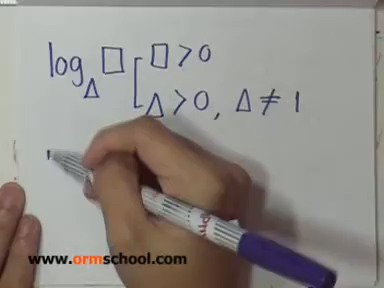 log△ □ [ □ > 0
△ > 0, △ ≠ 1
www.ormschool.com